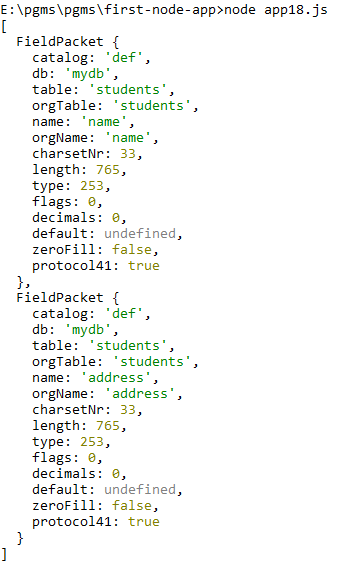 E:\pgms\pgms\first-node-app>node app18.js
[
  FieldPacket {
    catalog: 'def',
    db: 'mydb',
    table: 'students',
    orgTable: 'students',
    name: 'name',
    orgName: 'name',
    charsetNr: 33,
    length: 765,
    type: 253,
    flags: 0,
    decimals: 0,
    default: undefined,
    zeroFill: false,
    protocol41: true
  },
  FieldPacket {
    catalog: 'def',
    db: 'mydb',
    table: 'students',
    orgTable: 'students',
    name: 'address',
    orgName: 'address',
    charsetNr: 33,
    length: 765,
    type: 253,
    flags: 0,
    decimals: 0,
    default: undefined,
    zeroFill: false,
    protocol41: true
  }
]